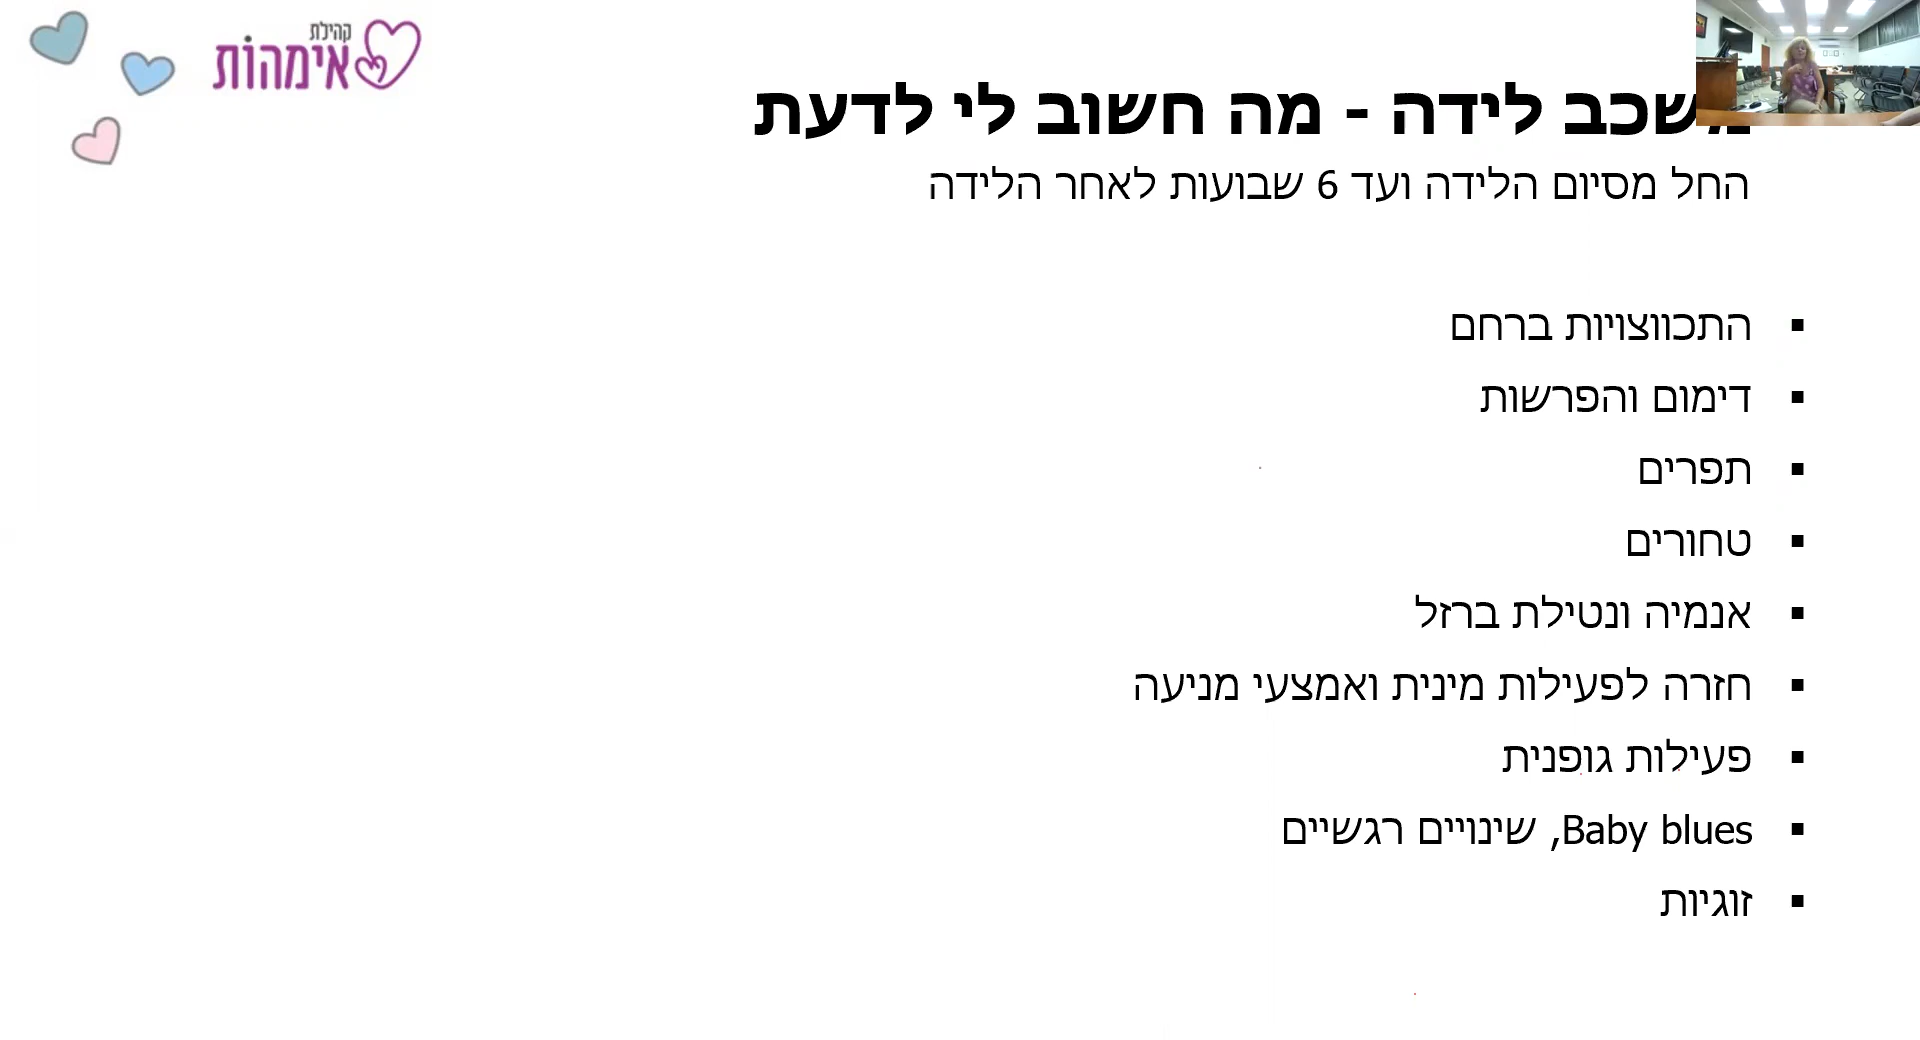 קהילת
אימהות
משכב לידה - מה חשוב לי לדעת
החל מסיום הלידה ועד 6 שבועות לאחר הלידה
▪ התכווצויות ברחם
▪ דימום והפרשות
▪ תפרים
▪ טחורים
▪ אנמיה ונטילת ברזל
▪ חזרה לפעילות מינית ואמצעי מניעה
▪ פעילות גופנית
▪ Baby blues, שינויים רגשיים
▪ זוגיות